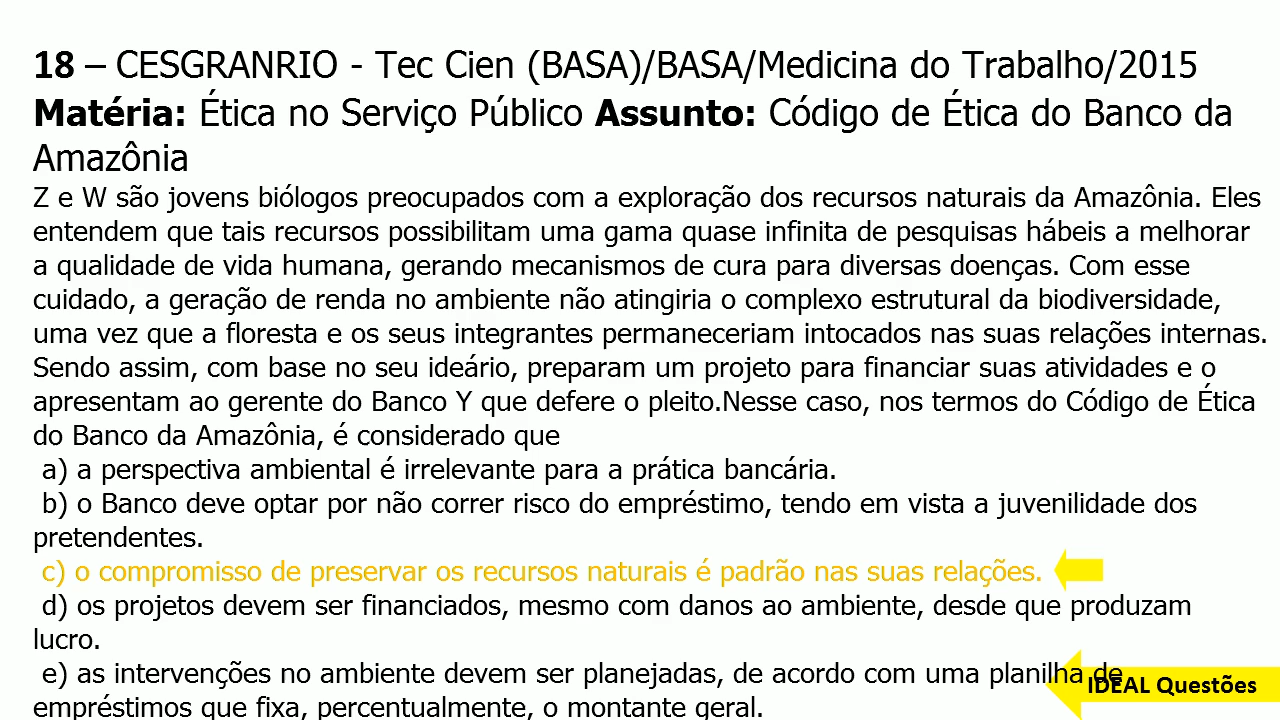 18 – CESGRANRIO - Tec Cien (BASA)/BASA/Medicina do Trabalho/2015
Matéria: Ética no Serviço Público Assunto: Código de Ética do Banco da
Amazônia
Z e W são jovens biólogos preocupados com a exploração dos recursos naturais da Amazônia. Eles
entendem que tais recursos possibilitam uma gama quase infinita de pesquisas hábeis a melhorar
a qualidade de vida humana, gerando mecanismos de cura para diversas doenças. Com esse
cuidado, a geração de renda no ambiente não atingiria o complexo estrutural da biodiversidade,
uma vez que a floresta e os seus integrantes permaneceriam intocados nas suas relações internas.
Sendo assim, com base no seu ideário, preparam um projeto para financiar suas atividades e o
apresentam ao gerente do Banco Y que defere o pleito.Nesse caso, nos termos do Código de Ética
do Banco da Amazônia, é considerado que
a) a perspectiva ambiental é irrelevante para a prática bancária.
b) o Banco deve optar por não correr risco do empréstimo, tendo em vista a juvenilidade dos
pretendentes.
c) o compromisso de preservar os recursos naturais é padrão nas suas relações.
d) os projetos devem ser financiados, mesmo com danos ao ambiente, desde que produzam
lucro.
e) as intervenções no ambiente devem ser planejadas, de acordo com uma planilha de
IDEAL Questões
empréstimos que fixa, percentualmente, o montante geral.